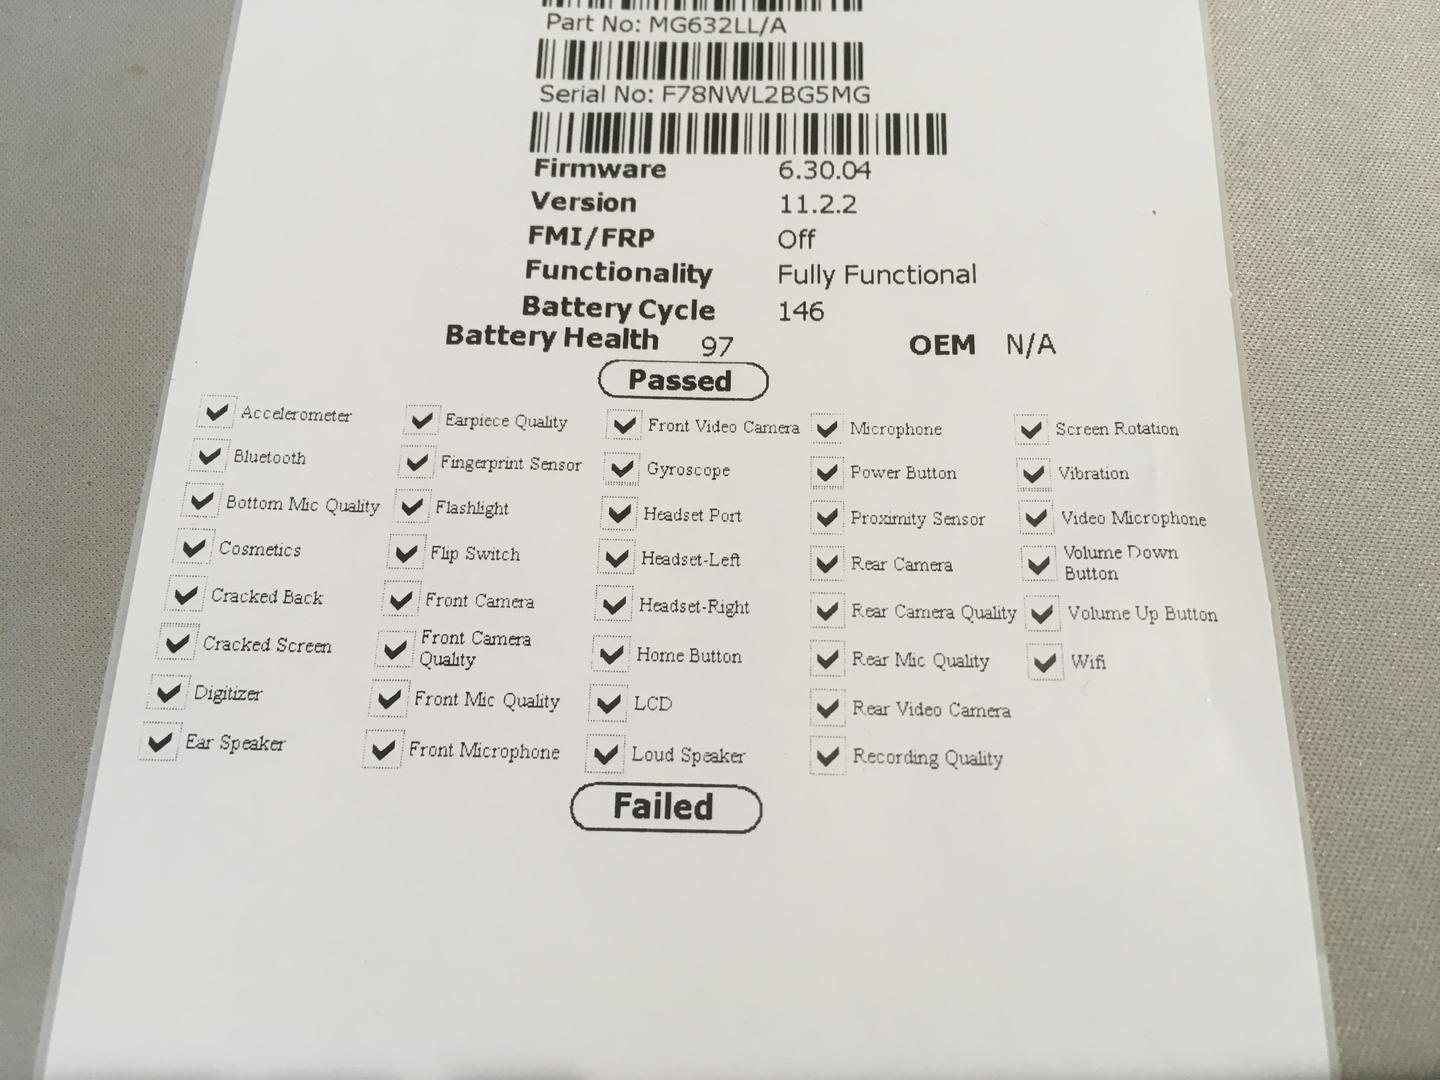 Part No: MG632LL/A
Serial No: F78NWL2BG5MG
Firmware 6.30.04
Version 11.2.2
FMI/FRP Off
Functionality Fully Functional
Battery Cycle 146
Battery Health 97 OEM N/A
Passed
Accelerometer Earpiece Quality Front Video Camera Microphone Screen Rotation
Bluetooth Fingerprint Sensor Gyroscope Power Button Vibration
Bottom Mic Quality Flashlight Headset Port Proximity Sensor Video Microphone
Cosmetics Flip Switch Headset-Left Rear Camera Volume Down Button
Cracked Back Front Camera Headset-Right Rear Camera Quality Volume Up Button
Cracked Screen Front Camera Quality Home Button Rear Mic Quality Wifi
Digitizer Front Mic Quality LCD Rear Video Camera
Ear Speaker Front Microphone Loud Speaker Recording Quality
Failed